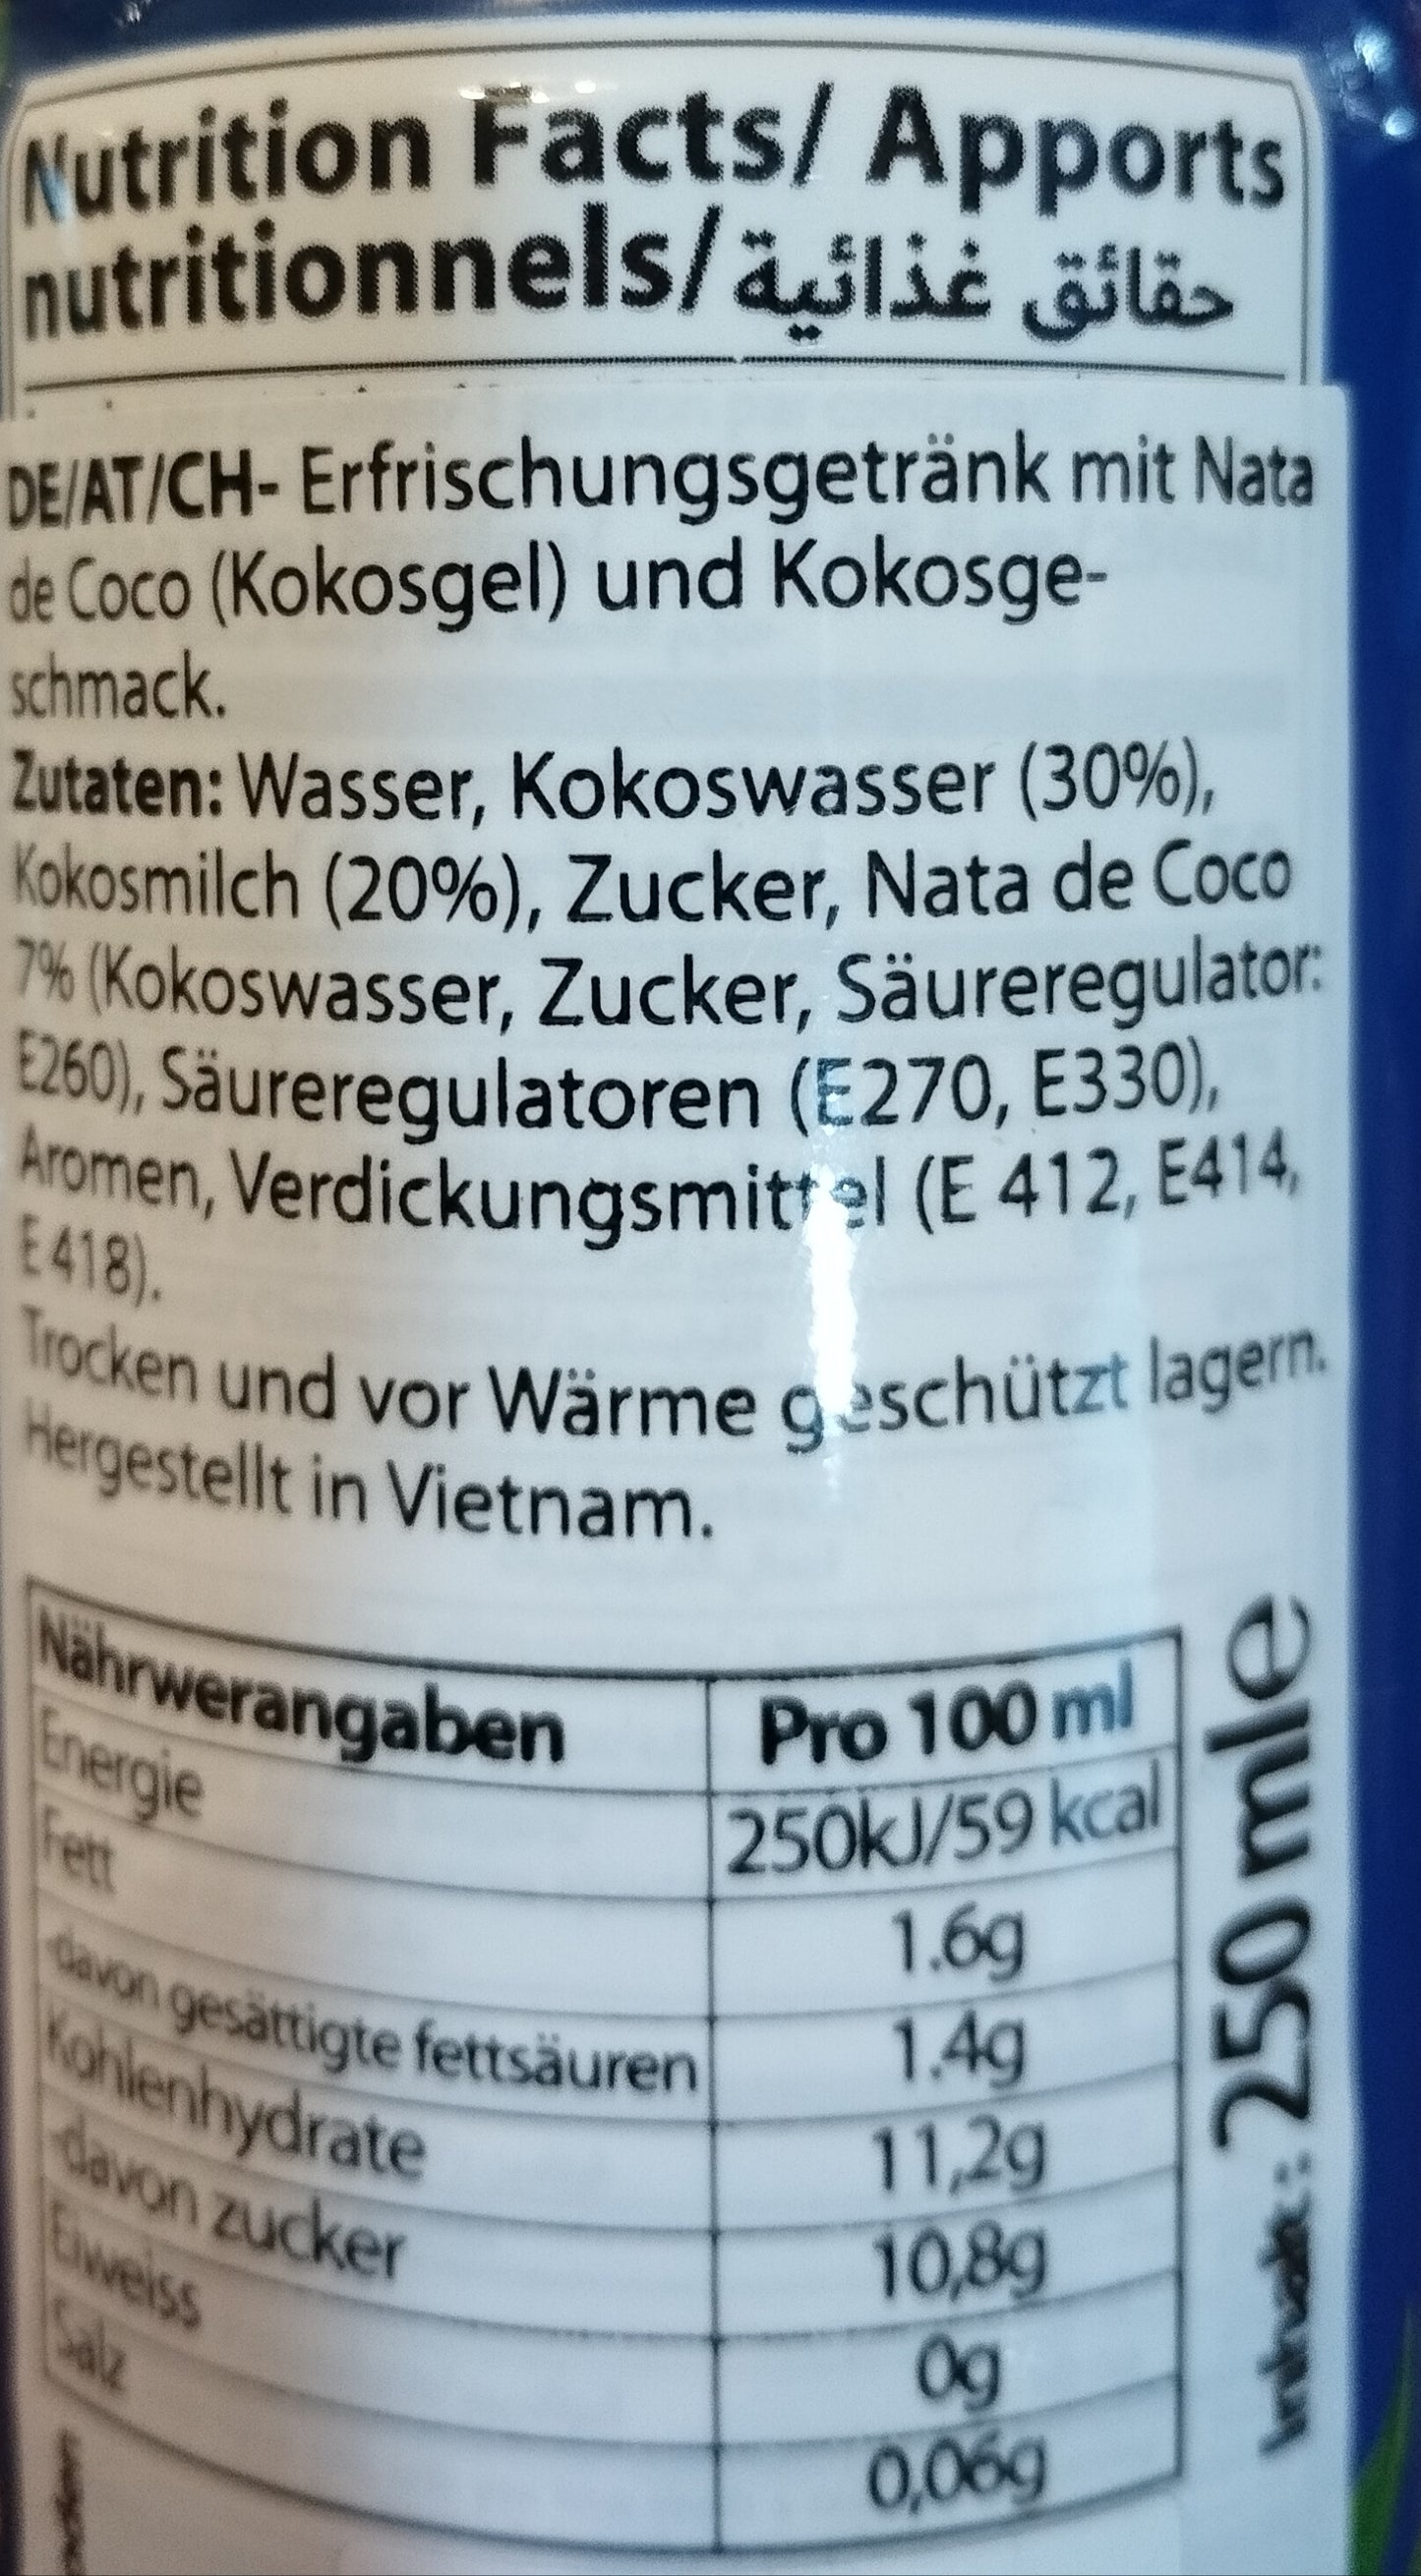 Nutrition Facts/ Apports
nutritionnels/ حقائق غذائية
DE/AT/CH- Erfrischungsgetränk mit Nata
de Coco (Kokosgel) und Kokosge-
schmack.
Zutaten: Wasser, Kokoswasser (30%),
Kokosmilch (20%), Zucker, Nata de Coco
7% (Kokoswasser, Zucker, Säureregulator:
E260), Säureregulatoren (E270, E330),
Aromen, Verdickungsmittel (E 412, E414,
E 418).
Trocken und vor Wärme geschützt lagern.
Hergestellt in Vietnam.
Nährwerangaben Pro 100 ml
Energie 250kJ/59 kcal
Fett 1.6g
-davon gesättigte fettsäuren 1.4g
Kohlenhydrate 11,2g
-davon zucker 10,8g
Eiweiss 0g
Salz 0,06g
Inhalt: 250 mle